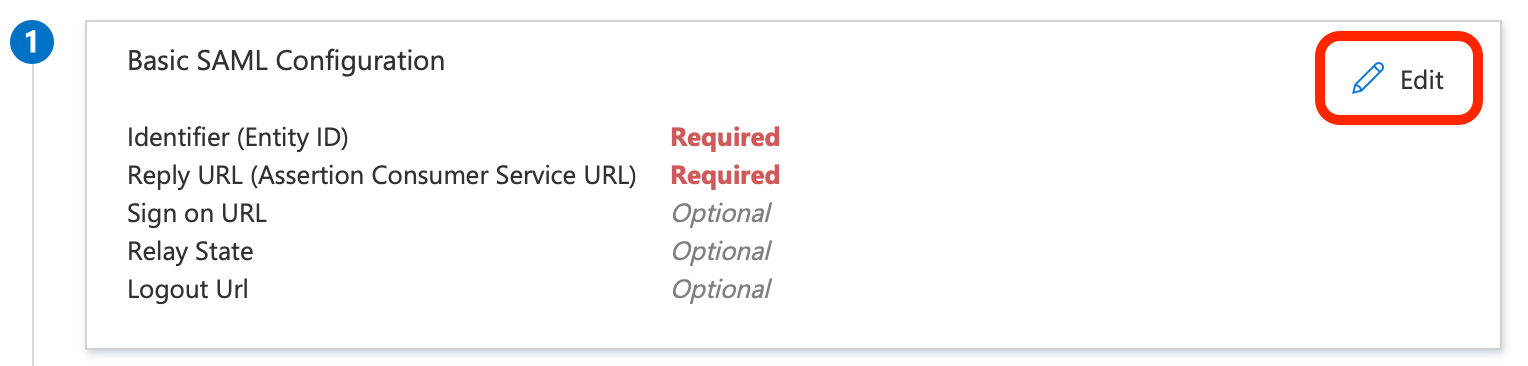 1
Basic SAML Configuration
Edit
Identifier (Entity ID) Required
Reply URL (Assertion Consumer Service URL) Required
Sign on URL Optional
Relay State Optional
Logout Url Optional